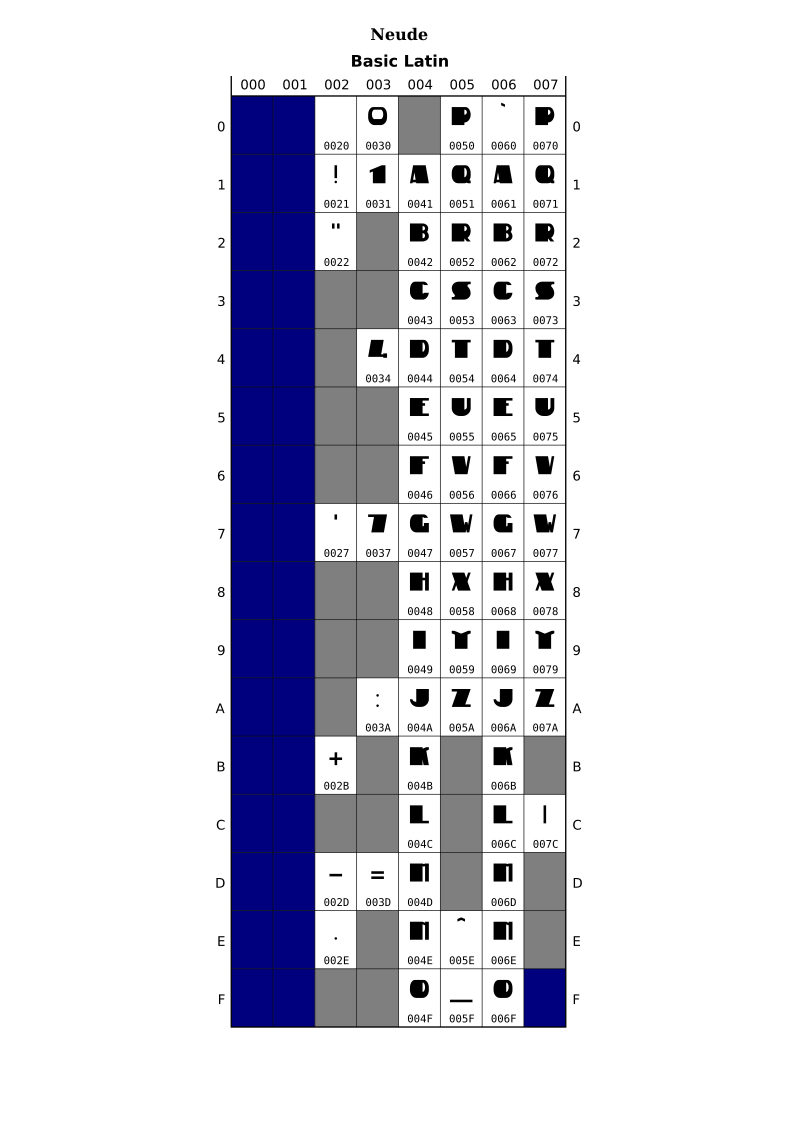 Neude
Basic Latin
000 001 002 003 004 005 006 007
0 0 P ` P 0
0020 0030 0050 0060 0070
1 ! 1 A Q A Q 1
0021 0031 0041 0051 0061 0071
2 " B R B R 2
0022 0042 0052 0062 0072
3 C S C S 3
0043 0053 0063 0073
4 4 D T D T 4
0034 0044 0054 0064 0074
5 E U E U 5
0045 0055 0065 0075
6 F V F V 6
0046 0056 0066 0076
7 ' 7 G W G W 7
0027 0037 0047 0057 0067 0077
8 H X H X 8
0048 0058 0068 0078
9 I Y I Y 9
0049 0059 0069 0079
A : J Z J Z A
003A 004A 005A 006A 007A
B + K K B
002B 004B 006B
C L L | C
004C 006C 007C
D - = M M D
002D 003D 004D 006D
E . N ^ N E
002E 004E 005E 006E
F O _ O F
004F 005F 006F